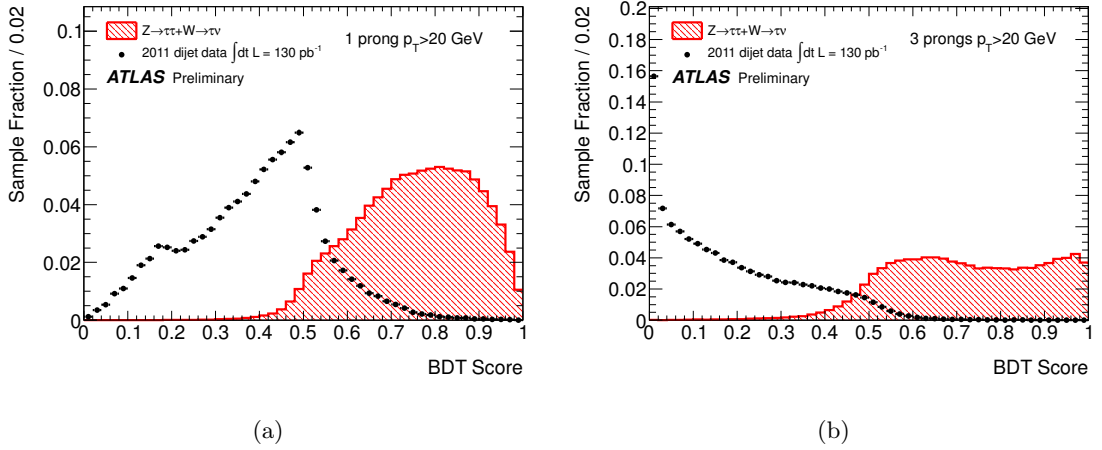 Sample Fraction / 0.02
0.1
0.08
0.06
0.04
0.02
0
Z→ττ+W→τν
2011 dijet data ∫dt L = 130 pb⁻¹
ATLAS Preliminary
1 prong p_T>20 GeV
0 0.1 0.2 0.3 0.4 0.5 0.6 0.7 0.8 0.9 1
BDT Score
(a)
Sample Fraction / 0.02
0.2
0.18
0.16
0.14
0.12
0.1
0.08
0.06
0.04
0.02
0
Z→ττ+W→τν
2011 dijet data ∫dt L = 130 pb⁻¹
ATLAS Preliminary
3 prongs p_T>20 GeV
0 0.1 0.2 0.3 0.4 0.5 0.6 0.7 0.8 0.9 1
BDT Score
(b)